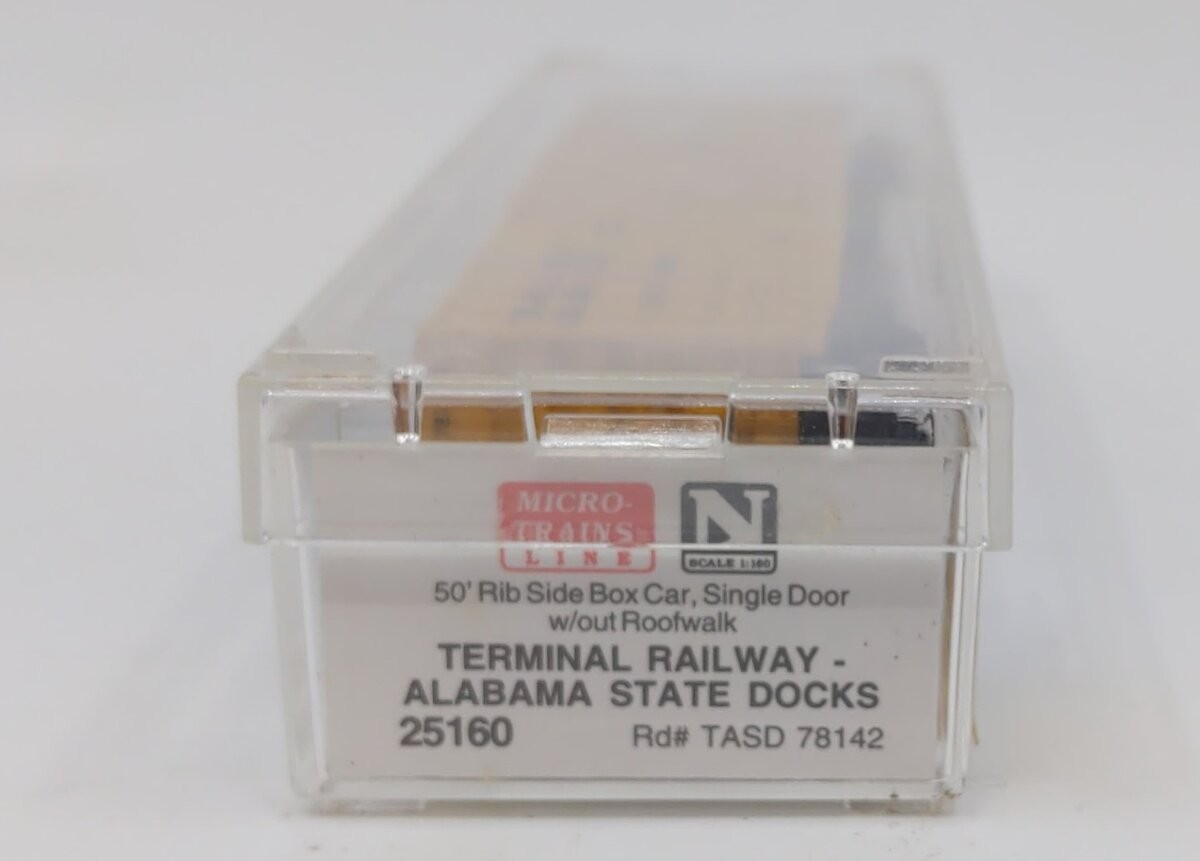 MICRO-
TRAINS
LINE
N
SCALE 1:160
50' Rib Side Box Car, Single Door
w/out Roofwalk
TERMINAL RAILWAY -
ALABAMA STATE DOCKS
25160 Rd# TASD 78142